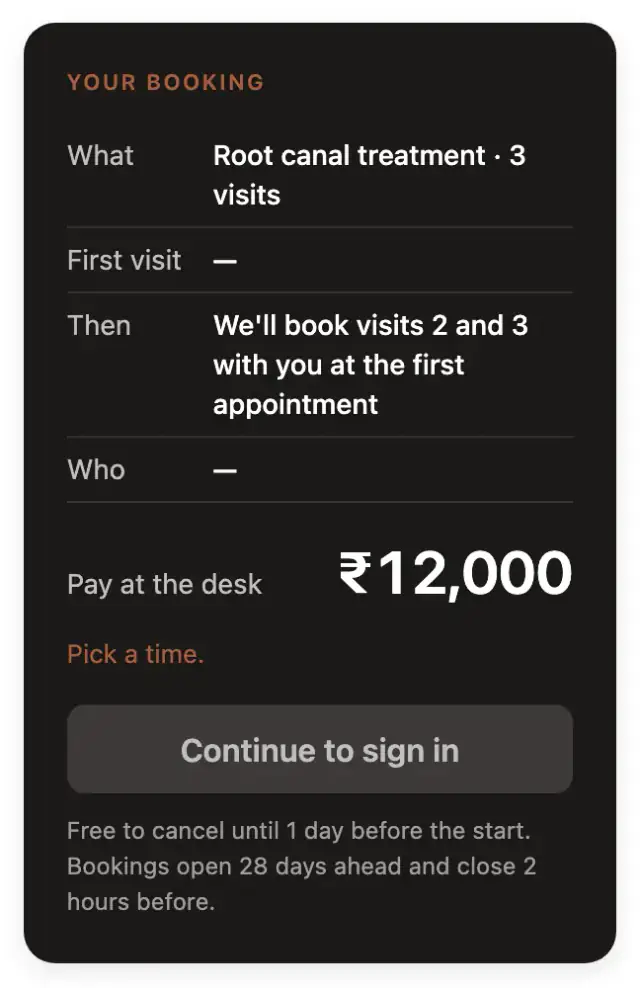 YOUR BOOKING
What Root canal treatment · 3
visits
First visit —
Then We'll book visits 2 and 3
with you at the first
appointment
Who —
Pay at the desk ₹12,000
Pick a time.
Continue to sign in
Free to cancel until 1 day before the start.
Bookings open 28 days ahead and close 2
hours before.